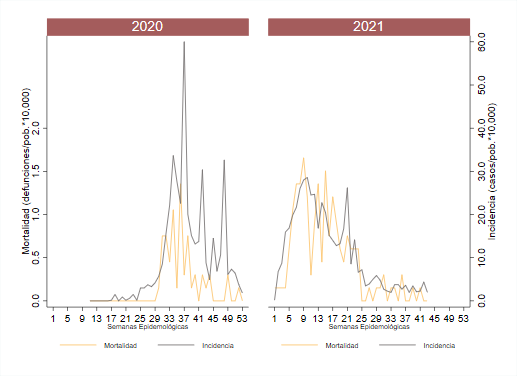 2020 2021
Mortalidad (defunciones/pob.*10,000)
0.0 0.5 1.0 1.5 2.0
Incidencia (casos/pob.*10,000)
0.0 10.0 20.0 30.0 40.0 50.0 60.0
1 5 9 13 17 21 25 29 33 37 41 45 49 53 1 5 9 13 17 21 25 29 33 37 41 45 49 53
Semanas Epidemológicas Semanas Epidemológicas
Mortalidad Incidencia Mortalidad Incidencia